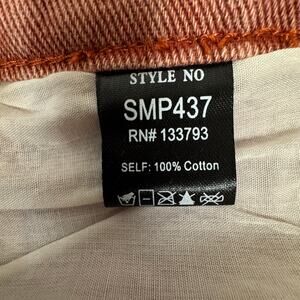 STYLE NO
SMP437
RN# 133793
SELF: 100% Cotton